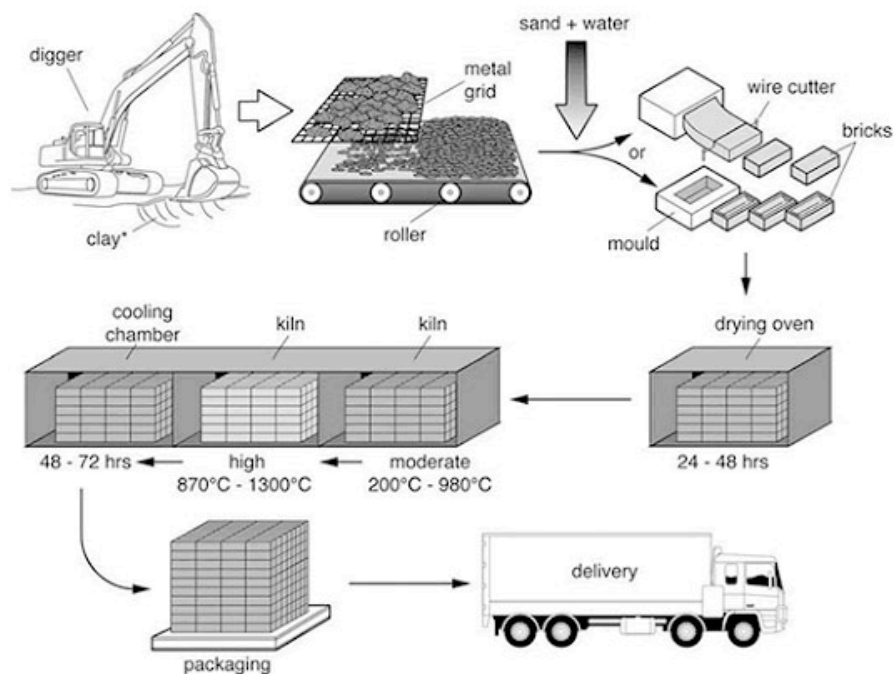 digger
clay*
metal
grid
roller
sand + water
wire cutter
or
bricks
mould
drying oven
24 - 48 hrs
kiln
moderate
200°C - 980°C
kiln
high
870°C - 1300°C
cooling
chamber
48 - 72 hrs
packaging
delivery